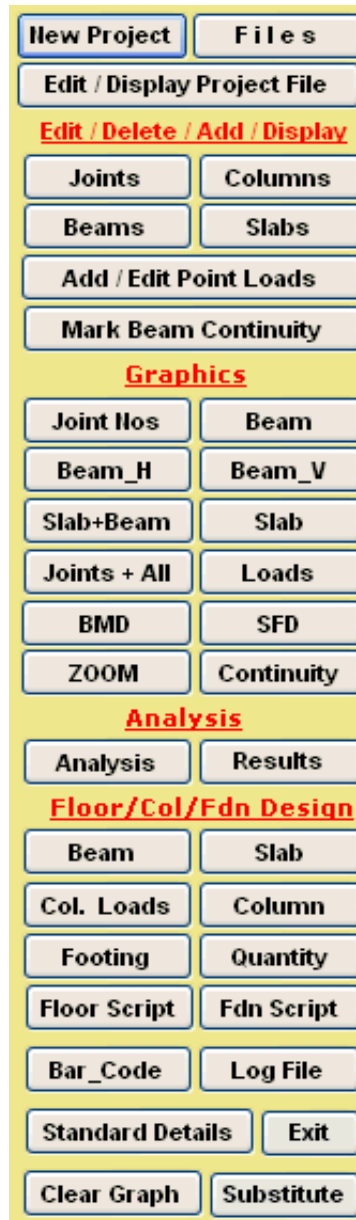 New Project Files
Edit / Display Project File
Edit / Delete / Add / Display
Joints Columns
Beams Slabs
Add / Edit Point Loads
Mark Beam Continuity
Graphics
Joint Nos Beam
Beam_H Beam_V
Slab+Beam Slab
Joints + All Loads
BMD SFD
ZOOM Continuity
Analysis
Analysis Results
Floor/Col/Fdn Design
Beam Slab
Col. Loads Column
Footing Quantity
Floor Script Fdn Script
Bar_Code Log File
Standard Details Exit
Clear Graph Substitute